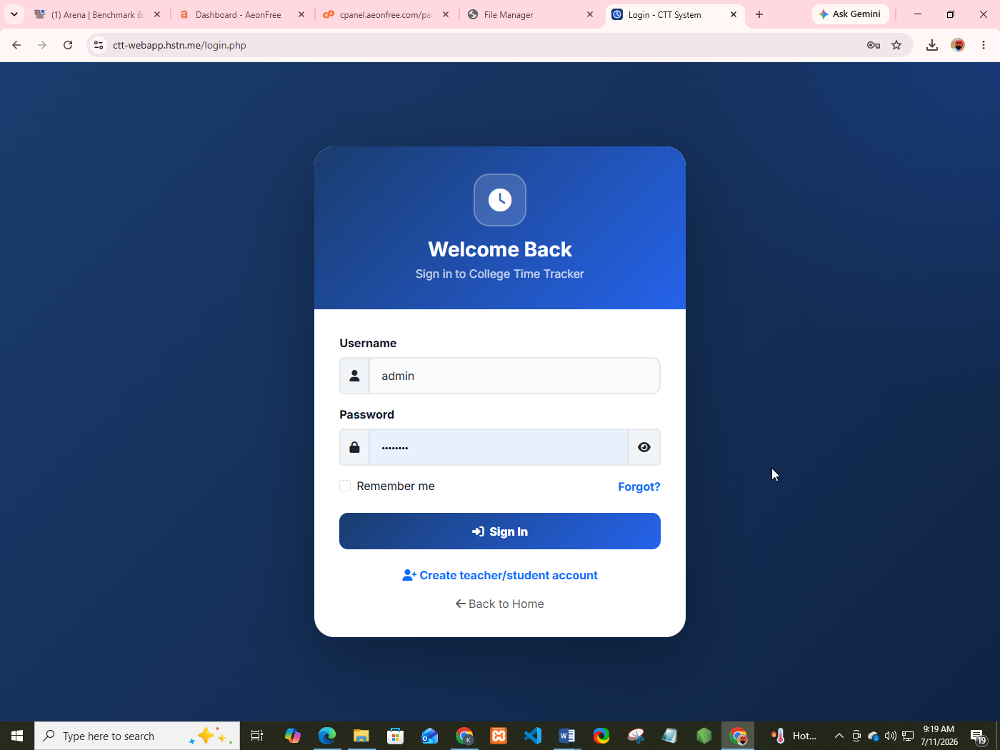 (1) Arena | Benchmark &
Dashboard - AeonFree
cpanel.aeonfree.com/pa
File Manager
Login - CTT System
Ask Gemini
ctt-webapp.hstn.me/login.php
Welcome Back
Sign in to College Time Tracker
Username
admin
Password
Remember me
Forgot?
Sign In
Create teacher/student account
Back to Home
Type here to search
Hot...
9:19 AM
7/11/2026
19